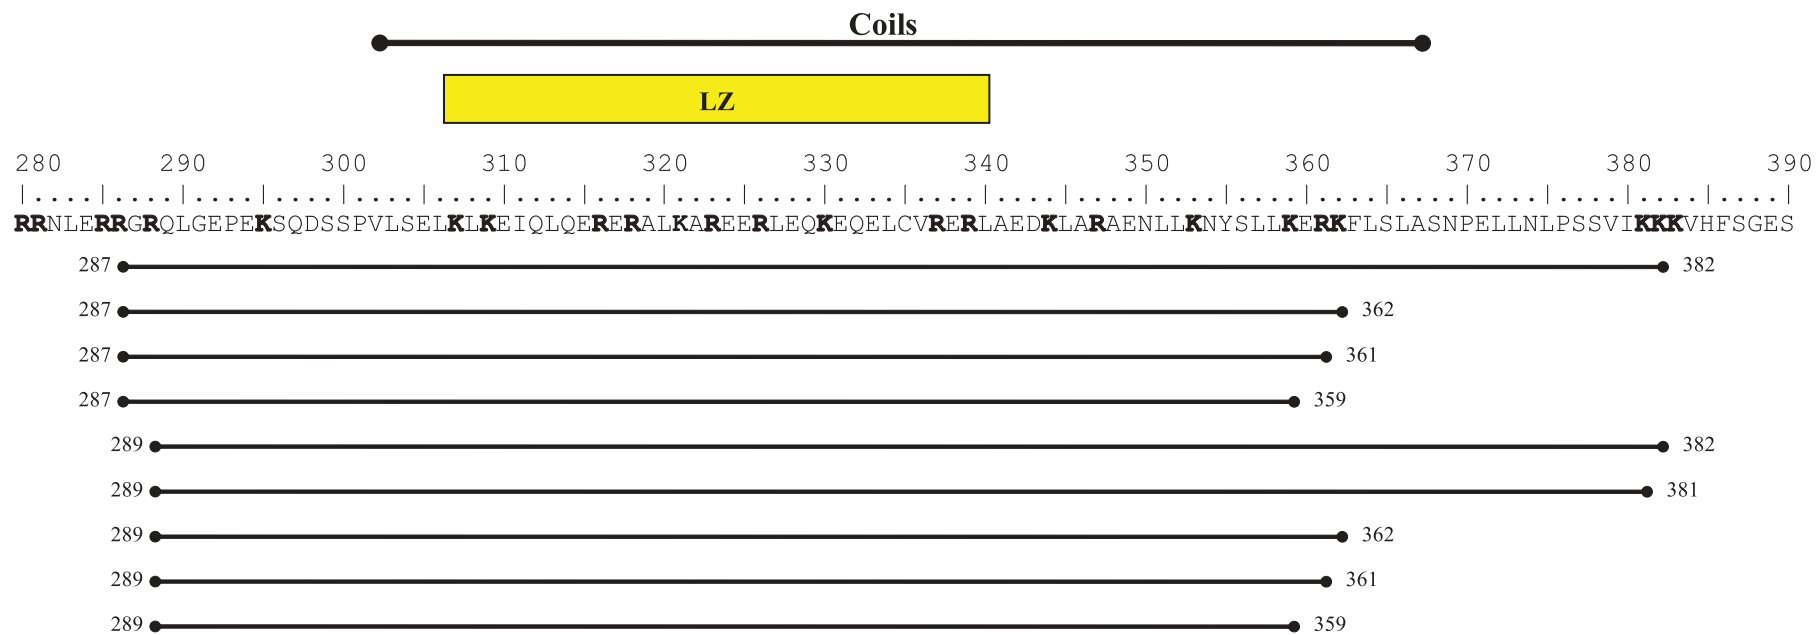 Coils
LZ
280 290 300 310 320 330 340 350 360 370 380 390
RRNLERRGRQLGEPEKSQDSSPVLSELKLKEIQLQERERALKAREERLEQKEQELCVRERLAEDKLARAENLLKNYSLLKERKFLSLASNPELLNLPSSVIKKKVHFSGES
287 382
287 362
287 361
287 359
289 382
289 381
289 362
289 361
289 359